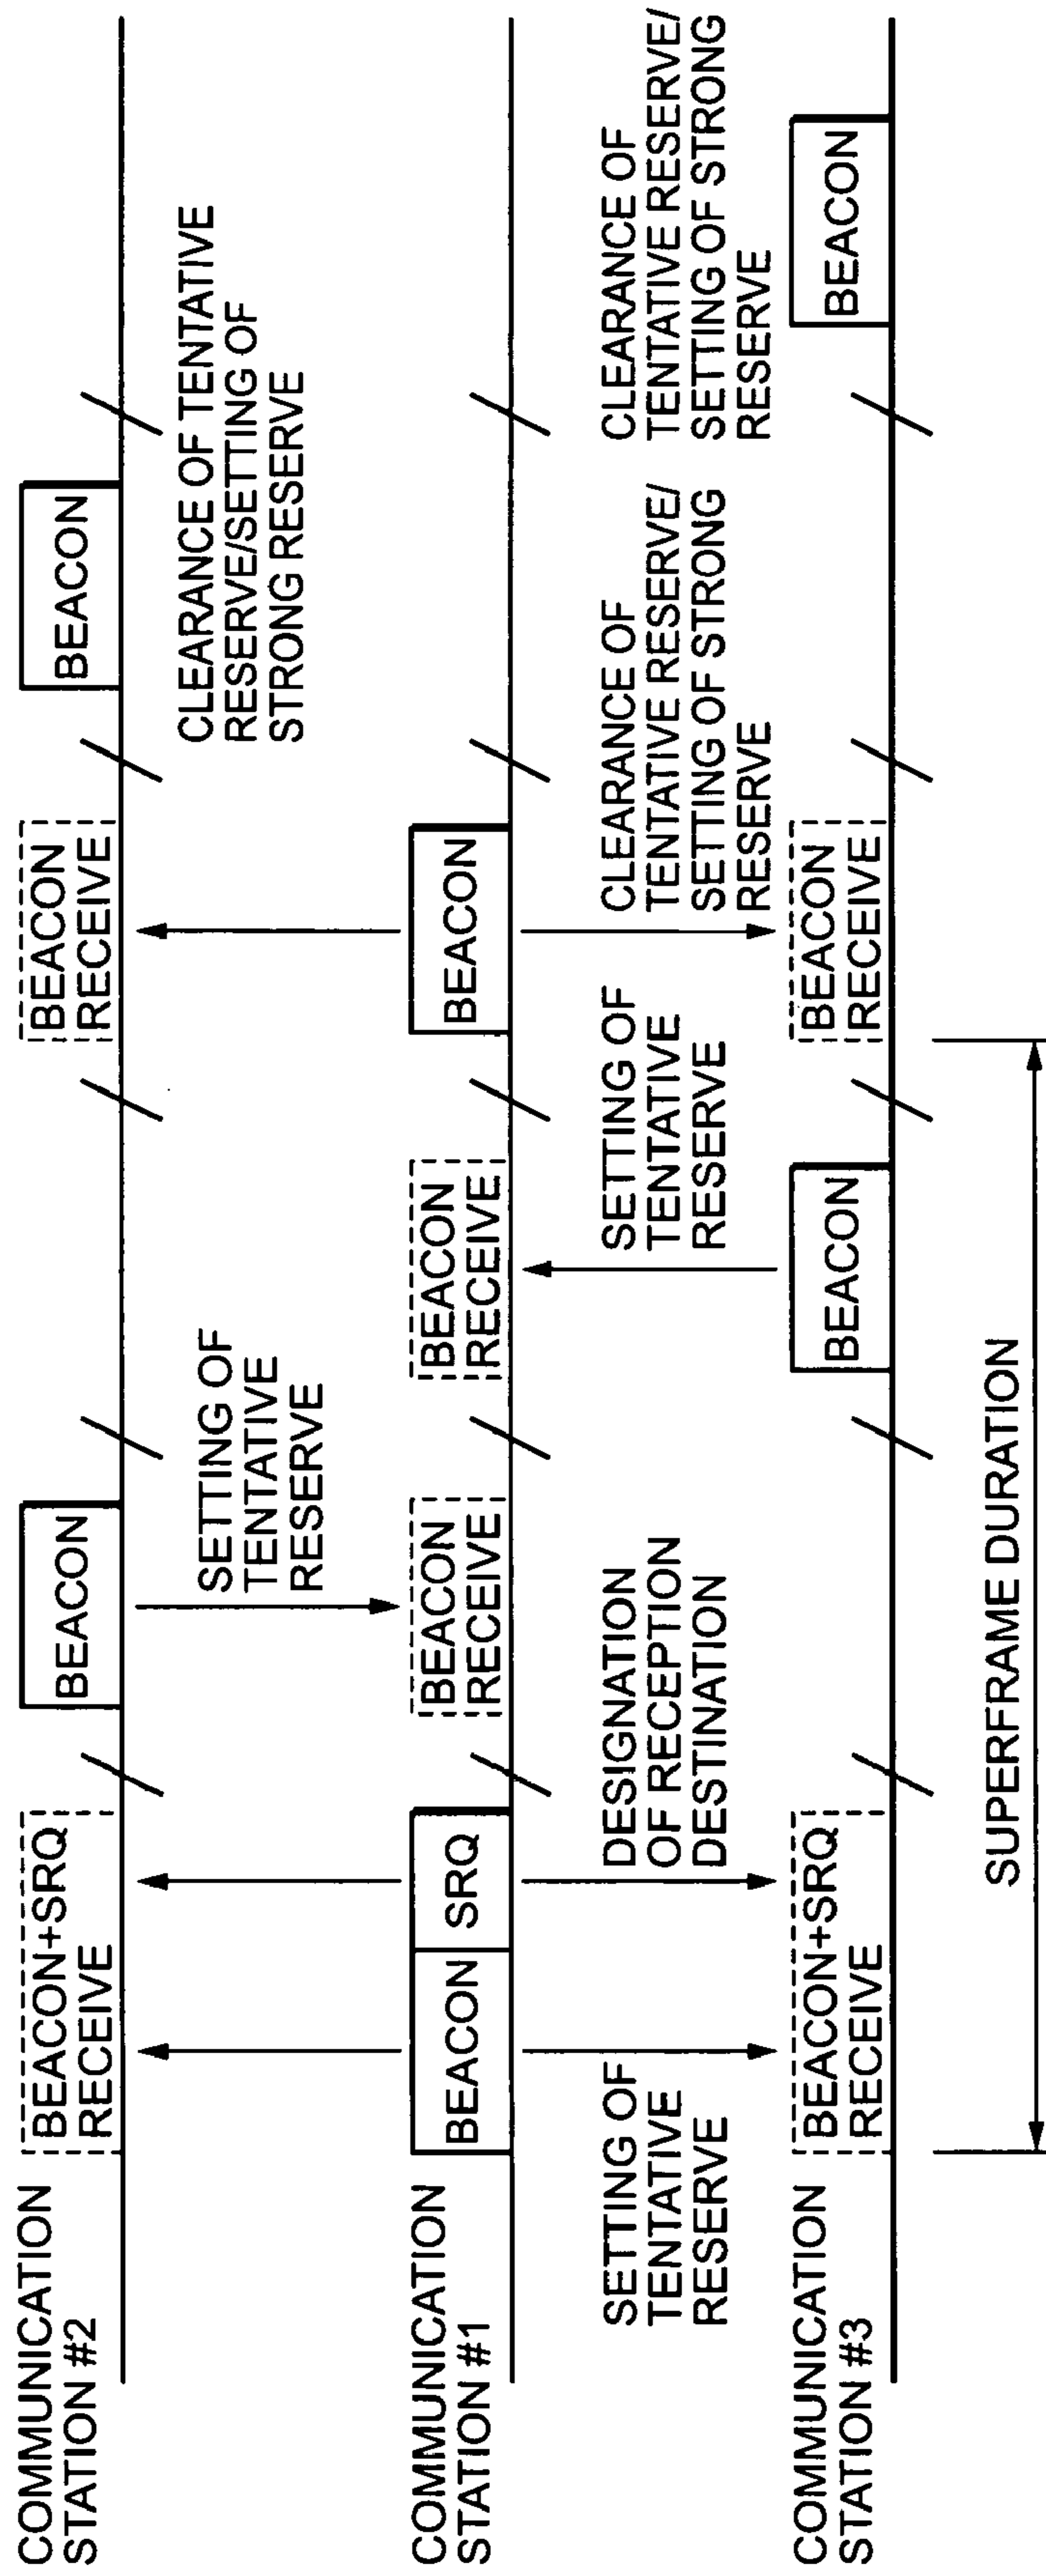 COMMUNICATION
STATION #2
BEACON+SRQ
RECEIVE
BEACON
BEACON
RECEIVE
BEACON
SETTING OF
TENTATIVE
RESERVE
CLEARANCE OF TENTATIVE
RESERVE/SETTING OF
STRONG RESERVE
COMMUNICATION
STATION #1
BEACON
SRQ
BEACON
RECEIVE
BEACON
RECEIVE
BEACON
SETTING OF
TENTATIVE
RESERVE
DESIGNATION
OF RECEPTION
DESTINATION
SETTING OF
TENTATIVE
RESERVE
CLEARANCE OF
TENTATIVE RESERVE/
SETTING OF STRONG
RESERVE
CLEARANCE OF
TENTATIVE RESERVE/
SETTING OF STRONG
RESERVE
COMMUNICATION
STATION #3
BEACON+SRQ
RECEIVE
BEACON
BEACON
RECEIVE
BEACON
SUPERFRAME DURATION